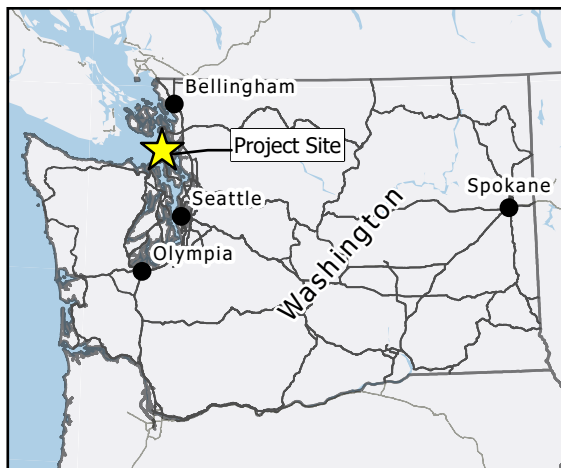 Bellingham
Project Site
Spokane
Seattle
Washington
Olympia